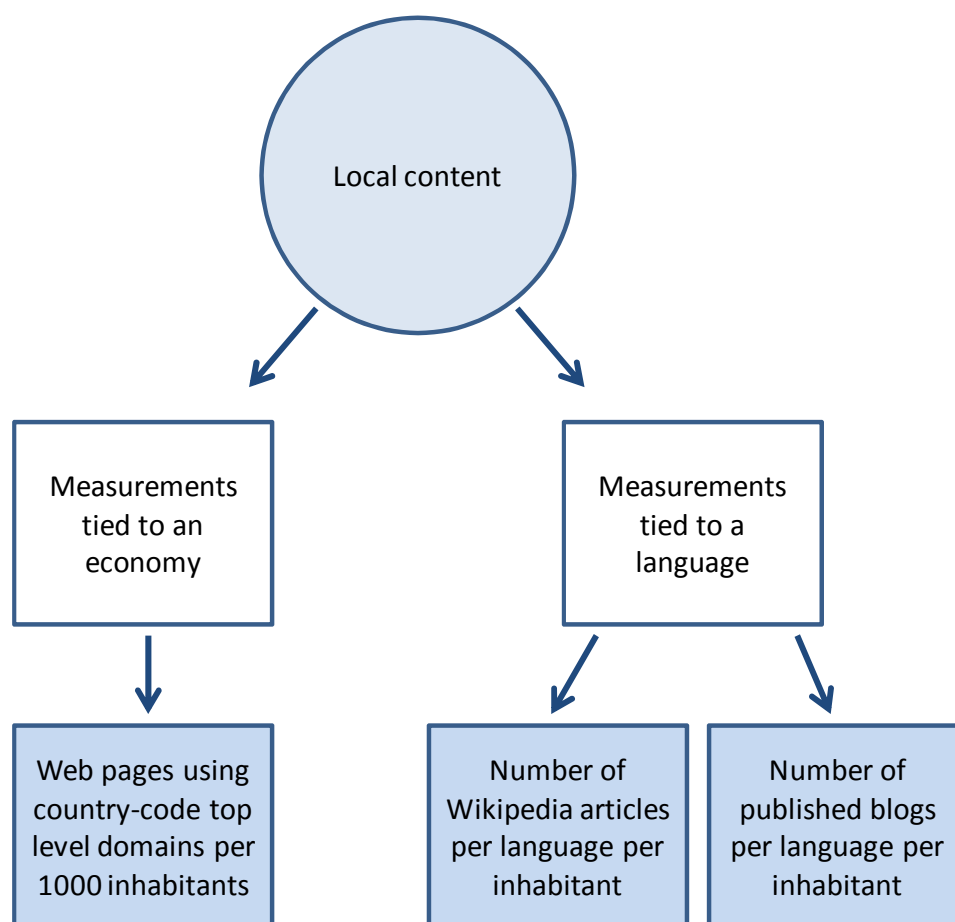 Local content
Measurements
tied to an
economy
Measurements
tied to a
language
Web pages using
country-code top
level domains per
1000 inhabitants
Number of
Wikipedia articles
per language per
inhabitant
Number of
published blogs
per language per
inhabitant